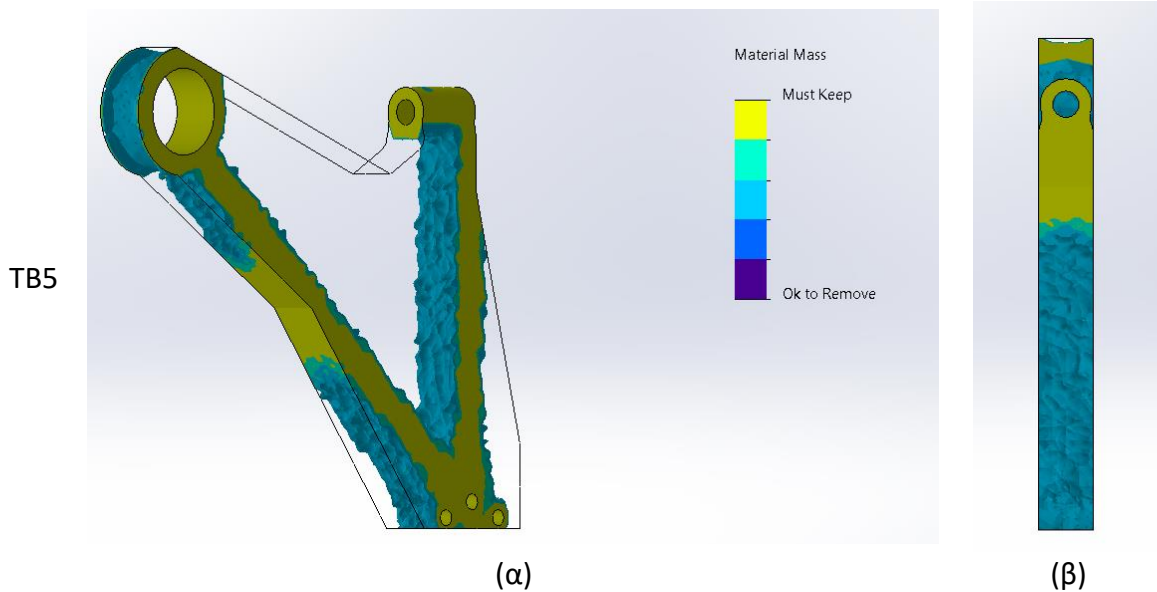 Material Mass
Must Keep
Ok to Remove
TB5
(α)
(β)